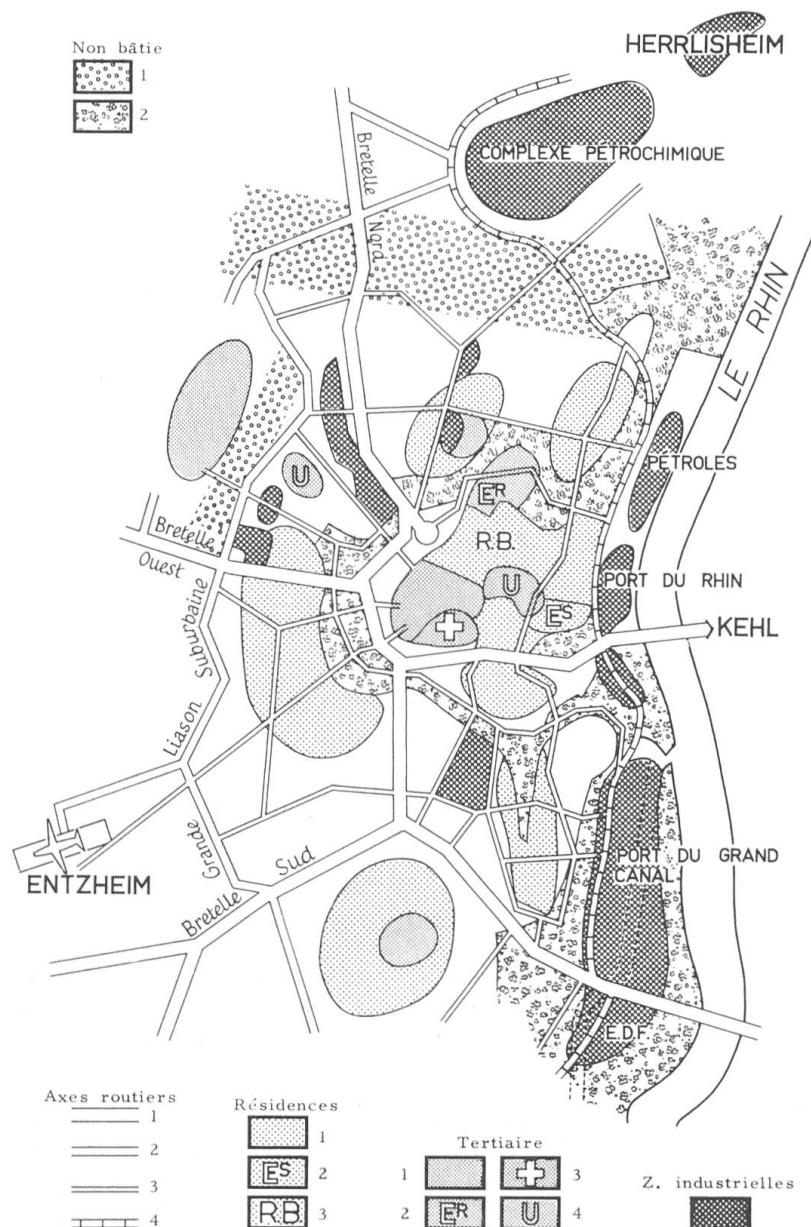 Non bâtie
1
2
HERRLISHEIM
COMPLEXE PETROCHIMIQUE
Bretelle
Nord
LE RHIN
PÉTROLES
U
ER
R.B.
Bretelle
Ouest
PORT DU RHIN
U
ES
KEHL
Liason Suburbaine
Grande
ENTZHEIM
Sud
Bretelle
PORT DU GRAND
CANAL
E.D.F.
Axes routiers
1
2
3
4
Résidences
1
ES 2
RB 3
Tertiaire
1
3
2 ER
U 4
Z. industrielles